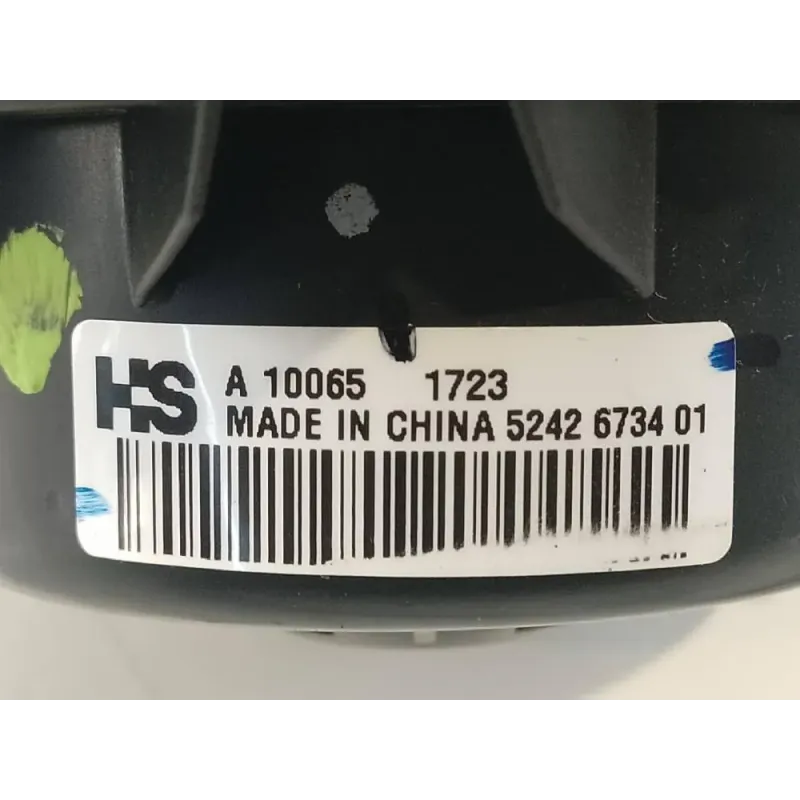 HS A 10065 1723
MADE IN CHINA 5242 6734 01